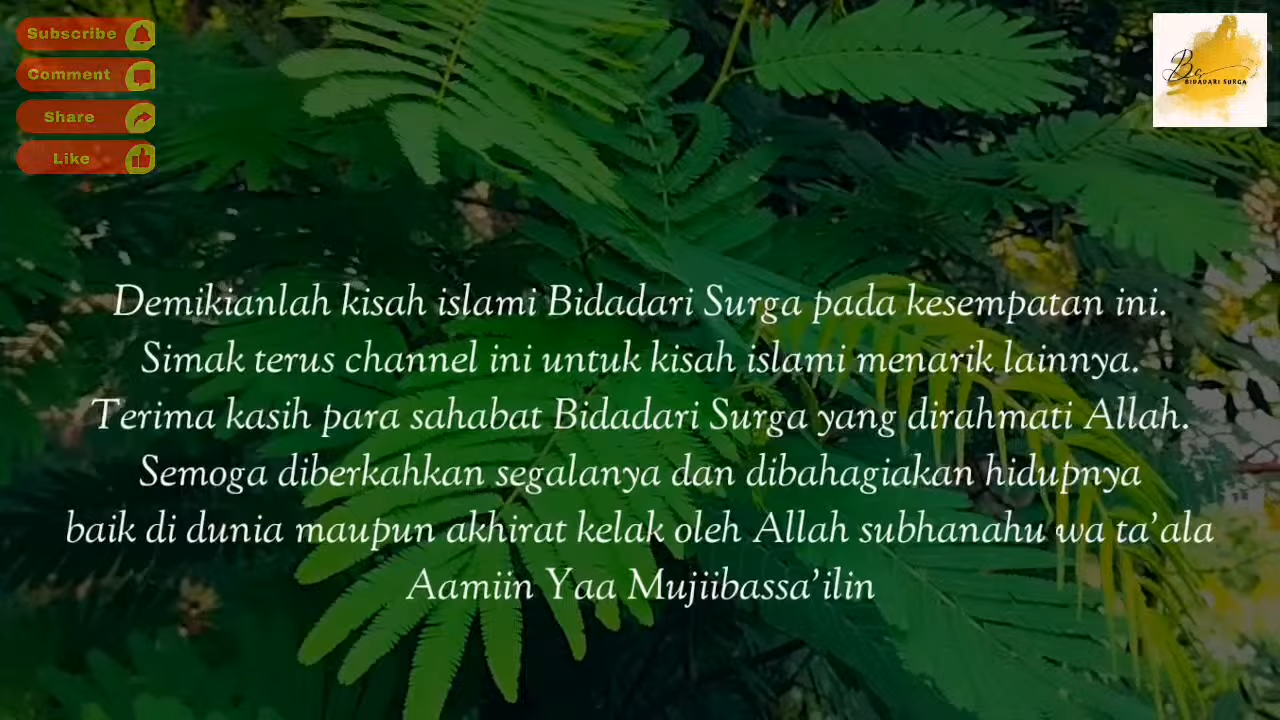 Subscribe
Comment
Share
Like
Bs
BIDADARI SURGA
Demikianlah kisah islami Bidadari Surga pada kesempatan ini.
Simak terus channel ini untuk kisah islami menarik lainnya.
Terima kasih para sahabat Bidadari Surga yang dirahmati Allah.
Semoga diberkahkan segalanya dan dibahagiakan hidupnya
baik di dunia maupun akhirat kelak oleh Allah subhanahu wa ta’ala
Aamiin Yaa Mujiibassa’ilin